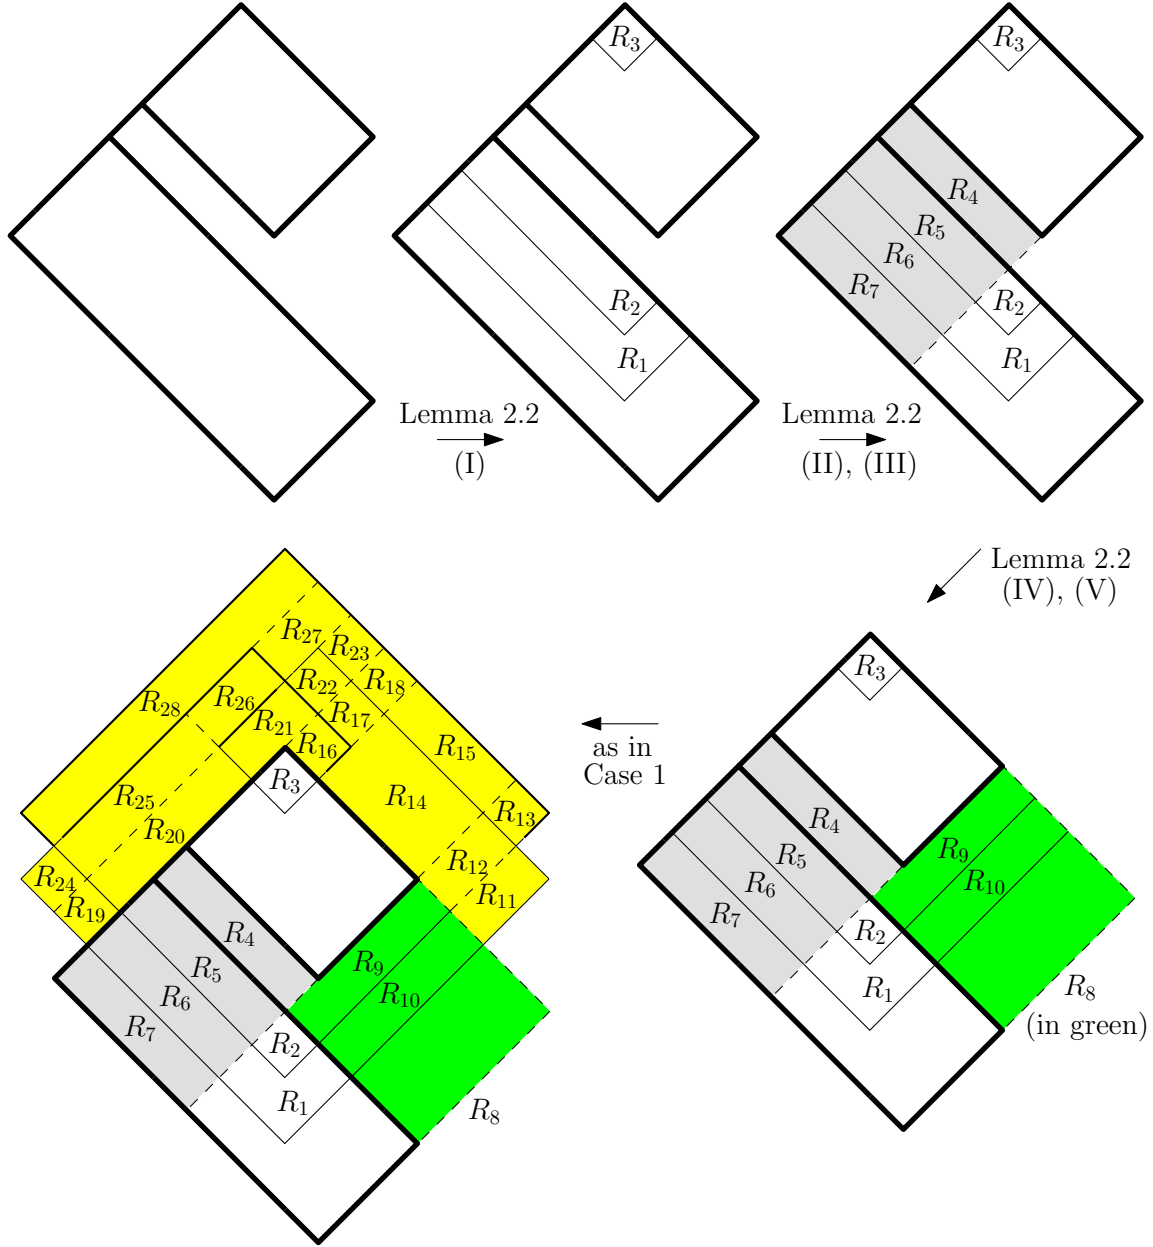 R3
R2
R1
Lemma 2.2
(I)
R3
R4
R5
R6
R7
R2
R1
Lemma 2.2
(II), (III)
Lemma 2.2
(IV), (V)
R3
R4
R5
R6
R7
R2
R1
R9
R10
R8
(in green)
as in
Case 1
R27
R23
R22
R18
R28
R26
R21
R17
R16
R15
R3
R25
R14
R20
R13
R12
R24
R11
R19
R4
R9
R5
R10
R6
R7
R2
R1
R8